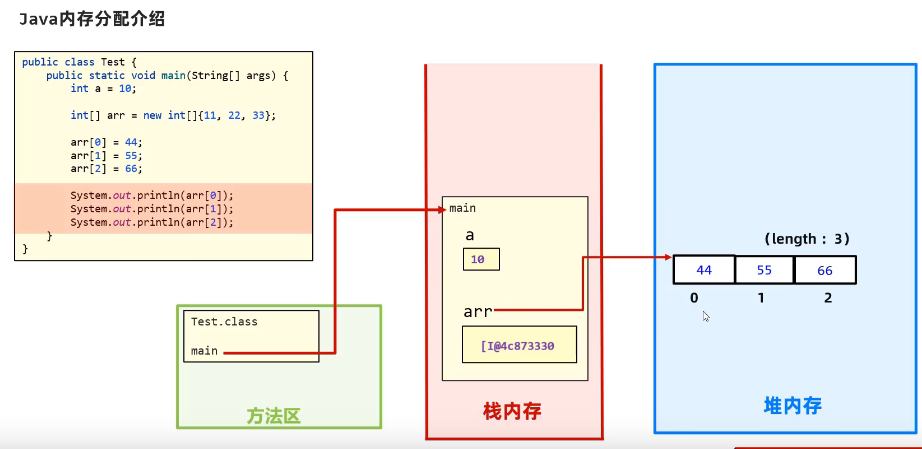 Java内存分配介绍
public class Test {
public static void main(String[] args) {
int a = 10;
int[] arr = new int[]{11, 22, 33};
arr[0] = 44;
arr[1] = 55;
arr[2] = 66;
System.out.println(arr[0]);
System.out.println(arr[1]);
System.out.println(arr[2]);
}
}
Test.class
main
方法区
main
a
10
arr
[I@4c873330
栈内存
(length : 3)
44 55 66
0 1 2
堆内存